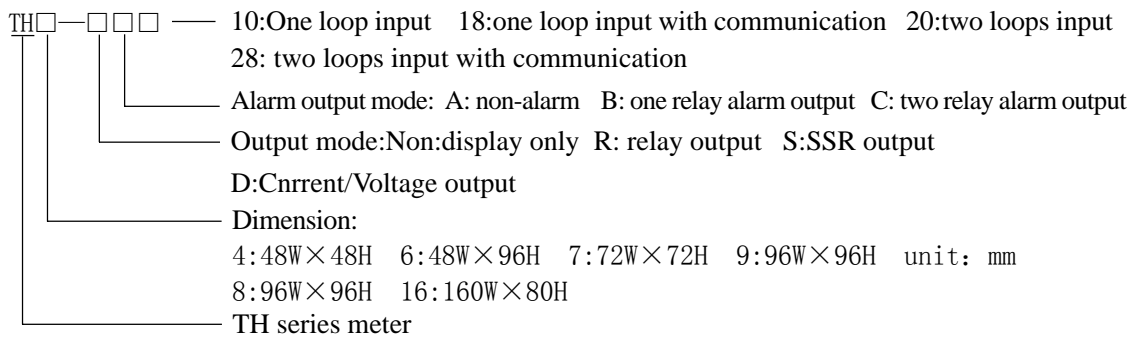 TH□—□□□ 10:One loop input 18:one loop input with communication 20:two loops input
28: two loops input with communication
Alarm output mode: A: non-alarm B: one relay alarm output C: two relay alarm output
Output mode:Non:display only R: relay output S:SSR output
D:Cnrrent/Voltage output
Dimension:
4:48W×48H 6:48W×96H 7:72W×72H 9:96W×96H unit：mm
8:96W×96H 16:160W×80H
TH series meter